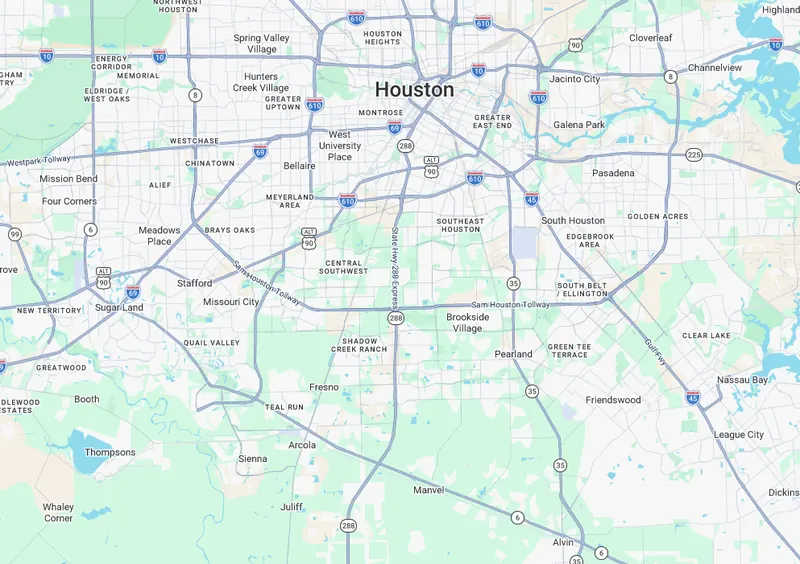 NORTHWEST
HOUSTON
610
69
Highland
Spring Valley
Village
HOUSTON
HEIGHTS
610
90
Cloverleaf
10
10
ENERGY
CORRIDOR
MEMORIAL
10
Jacinto City
Channelview
10
8
GHAM
TRY
Hunters
Creek Village
Houston
ELDRIDGE /
WEST OAKS
8
GREATER
UPTOWN
610
MONTROSE
610
GREATER
EAST END
Galena Park
69
WESTCHASE
West
University
Place
288
Westpark Tollway
CHINATOWN
69
ALT
90
225
Bellaire
Pasadena
Mission Bend
ALIEF
610
Four Corners
MEYERLAND
AREA
610
45
GOLDEN ACRES
6
Meadows
Place
BRAYS OAKS
ALT
90
SOUTHEAST
HOUSTON
South Houston
99
EDGEBROOK
AREA
State Hwy 288 Express
CENTRAL
SOUTHWEST
rove
ALT
90
Stafford
Sam Houston Tollway
35
SOUTH BELT
/ ELLINGTON
69
Missouri City
Sam Houston Tollway
NEW TERRITORY
Sugar Land
288
Brookside
Village
QUAIL VALLEY
SHADOW
CREEK RANCH
CLEAR LAKE
Pearland
GREEN TEE
TERRACE
Gulf Fwy
GREATWOOD
Nassau Bay
Fresno
35
DLEWOOD
ESTATES
Booth
TEAL RUN
Friendswood
45
Arcola
League City
Thompsons
Sienna
35
Manvel
Dickins
Whaley
Corner
Juliff
288
6
Alvin
6
35